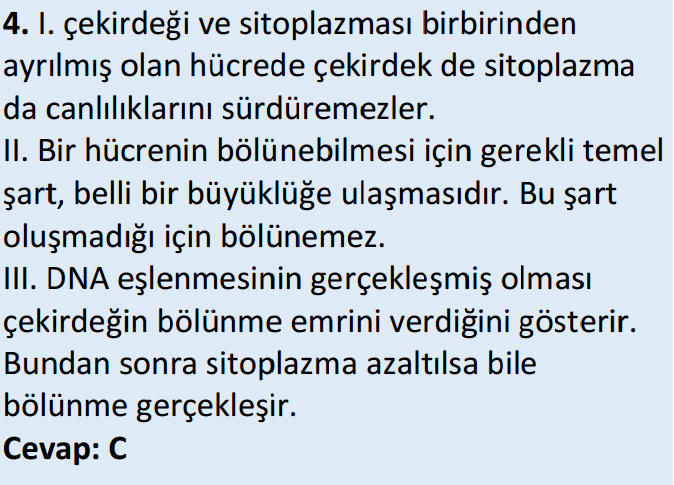 4. I. çekirdeği ve sitoplazması birbirinden
ayrılmış olan hücrede çekirdek de sitoplazma
da canlılıklarını sürdüremezler.
II. Bir hücrenin bölünebilmesi için gerekli temel
şart, belli bir büyüklüğe ulaşmasıdır. Bu şart
oluşmadığı için bölünemez.
III. DNA eşlenmesinin gerçekleşmiş olması
çekirdeğin bölünme emrini verdiğini gösterir.
Bundan sonra sitoplazma azaltılsa bile
bölünme gerçekleşir.
Cevap: C